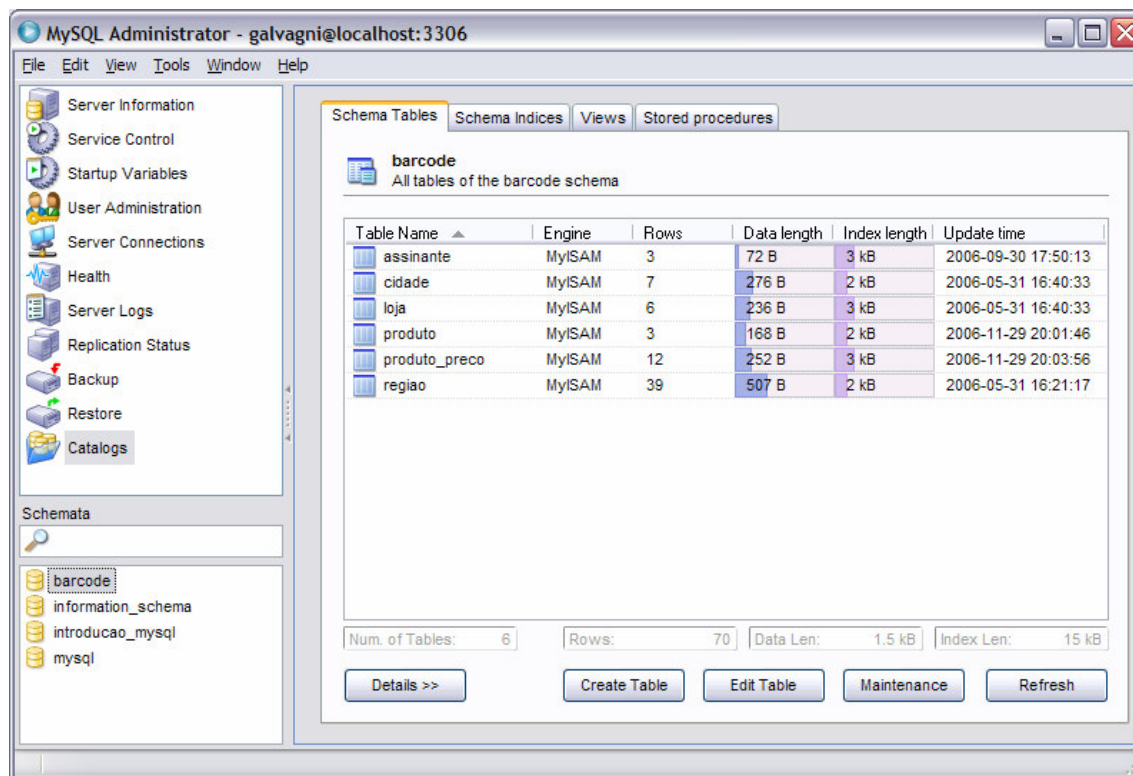 MySQL Administrator - galvagni@localhost:3306
File Edit View Tools Window Help
Server Information
Service Control
Startup Variables
User Administration
Server Connections
Health
Server Logs
Replication Status
Backup
Restore
Catalogs
Schemata
barcode
information_schema
introducao_mysql
mysql
Schema Tables Schema Indices Views Stored procedures
barcode
All tables of the barcode schema
Table Name Engine Rows Data length Index length Update time
assinante MyISAM 3 72 B 3 kB 2006-09-30 17:50:13
cidade MyISAM 7 276 B 2 kB 2006-05-31 16:40:33
loja MyISAM 6 236 B 3 kB 2006-05-31 16:40:33
produto MyISAM 3 168 B 2 kB 2006-11-29 20:01:46
produto_preco MyISAM 12 252 B 3 kB 2006-11-29 20:03:56
regiao MyISAM 39 507 B 2 kB 2006-05-31 16:21:17
Num. of Tables: 6 Rows: 70 Data Len: 1.5 kB Index Len: 15 kB
Details >> Create Table Edit Table Maintenance Refresh